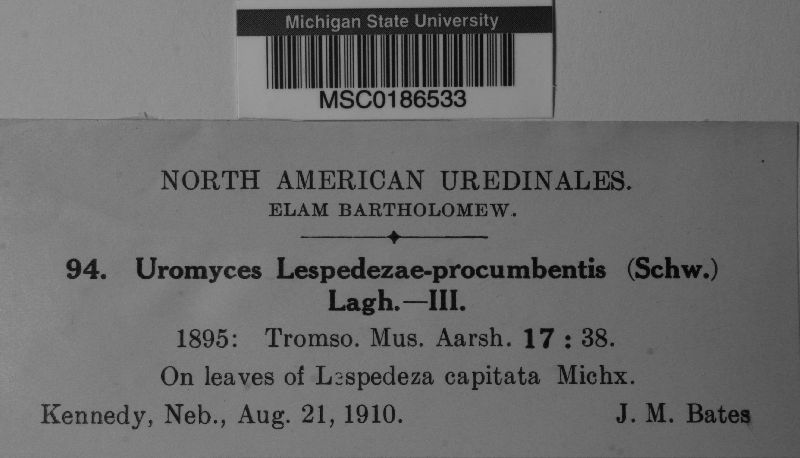 Michigan State University
MSC0186533
NORTH AMERICAN UREDINALES.
ELAM BARTHOLOMEW.
94. Uromyces Lespedezae-procumbentis (Schw.)
Lagh.—III.
1895: Tromso. Mus. Aarsh. 17 : 38.
On leaves of Lespedeza capitata Michx.
Kennedy, Neb., Aug. 21, 1910. J. M. Bates